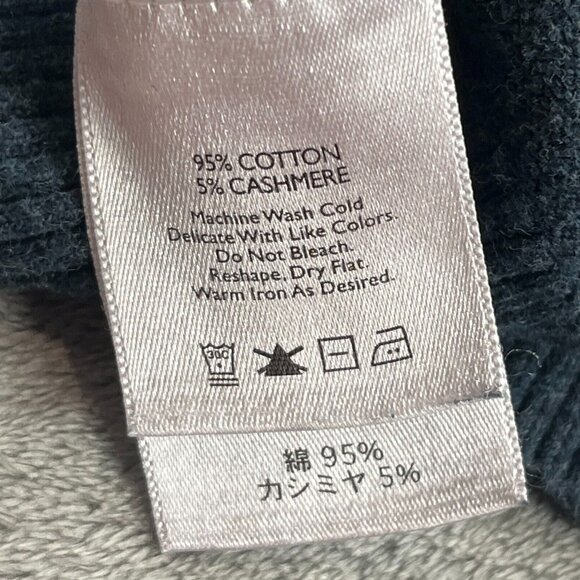 95% COTTON
5% CASHMERE
Machine Wash Cold
Delicate With Like Colors.
Do Not Bleach.
Reshape, Dry Flat.
Warm Iron As Desired.
30C
綿 95%
カシミヤ 5%